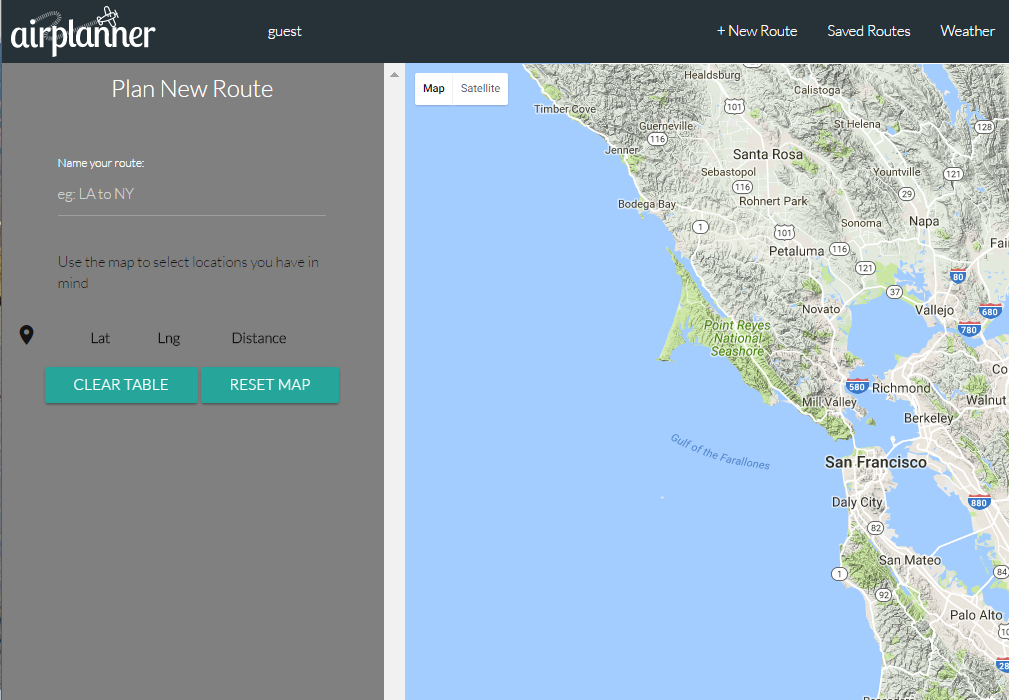 airplanner
guest
+ New Route
Saved Routes
Weather
Plan New Route
Name your route:
eg: LA to NY
Use the map to select locations you have in
mind
Lat
Lng
Distance
CLEAR TABLE
RESET MAP
Map
Satellite
Healdsburg
Calistoga
Timber Cove
101
St Helena
Guerneville
128
116
Jenner
Santa Rosa
Sebastopol
Yountville
121
116
29
Bodega Bay
Rohnert Park
Sonoma
Napa
1
101
Petaluma
116
Fai
121
80
37
Novato
Vallejo
680
Point Reyes
National
Seashore
780
580
Richmond
Co
Mill Valley
Walnut
Berkeley
Gulf of the Farallones
San Francisco
Daly City
880
82
San Mateo
1
84
92
Palo Alto
10
28